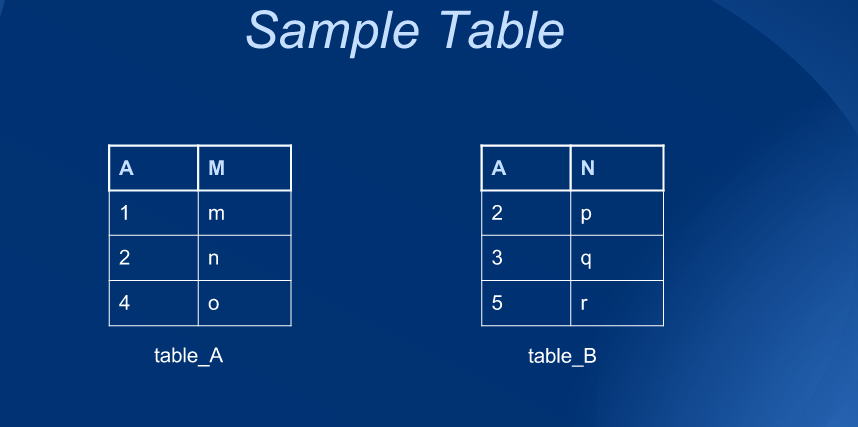 Sample Table
A M
1 m
2 n
4 o
table_A
A N
2 p
3 q
5 r
table_B